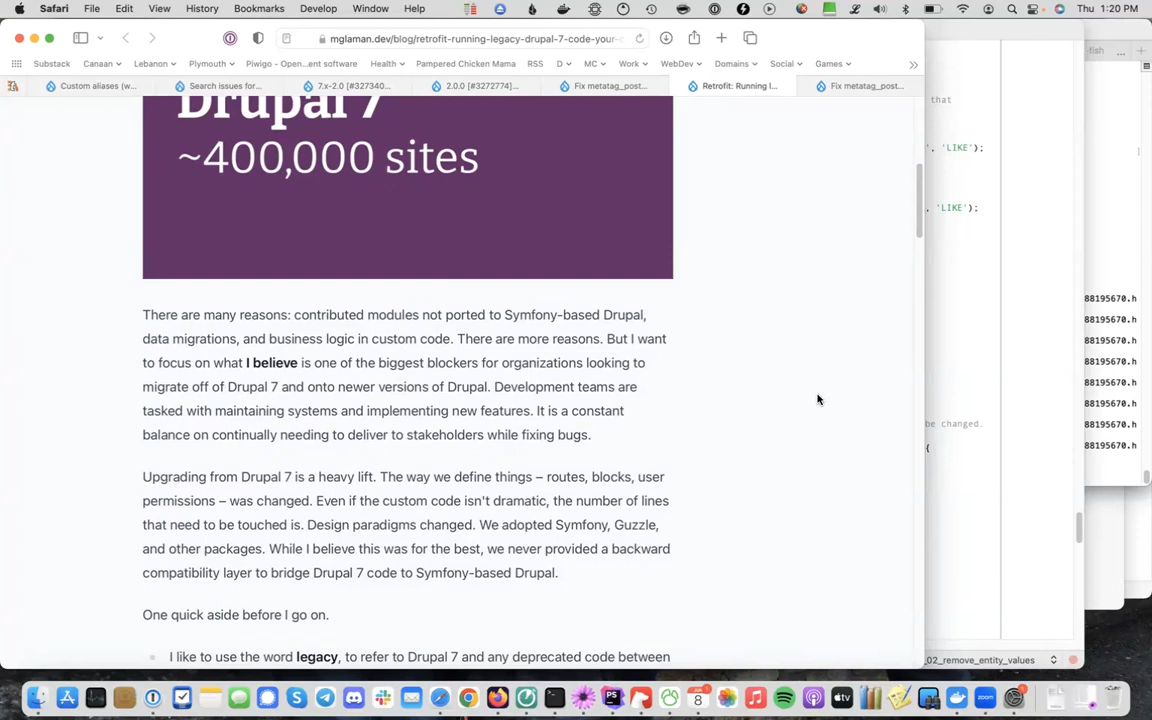 Safari File Edit View History Bookmarks Develop Window Help
Thu 1:20 PM
mglaman.dev/blog/retrofit-running-legacy-drupal-7-code-your-
Substack Canaan Lebanon Plymouth Piwigo - Open...ent software Health Pampered Chicken Mama RSS D MC Work WebDev Domains Social Games
Custom aliases (w... Search issues for... 7.x-2.0 [#327340... 2.0.0 [#3272774]... Fix metatag_post... Retrofit: Running l... Fix metatag_post...
fish
Drupal 7
~400,000 sites
that
', 'LIKE');
, 'LIKE');
88195670.h
88195670.h
88195670.h
88195670.h
88195670.h
88195670.h
88195670.h
88195670.h
be changed.
{
There are many reasons: contributed modules not ported to Symfony-based Drupal,
data migrations, and business logic in custom code. There are more reasons. But I want
to focus on what I believe is one of the biggest blockers for organizations looking to
migrate off of Drupal 7 and onto newer versions of Drupal. Development teams are
tasked with maintaining systems and implementing new features. It is a constant
balance on continually needing to deliver to stakeholders while fixing bugs.
Upgrading from Drupal 7 is a heavy lift. The way we define things – routes, blocks, user
permissions – was changed. Even if the custom code isn't dramatic, the number of lines
that need to be touched is. Design paradigms changed. We adopted Symfony, Guzzle,
and other packages. While I believe this was for the best, we never provided a backward
compatibility layer to bridge Drupal 7 code to Symfony-based Drupal.
One quick aside before I go on.
I like to use the word legacy, to refer to Drupal 7 and any deprecated code between
_02_remove_entity_values